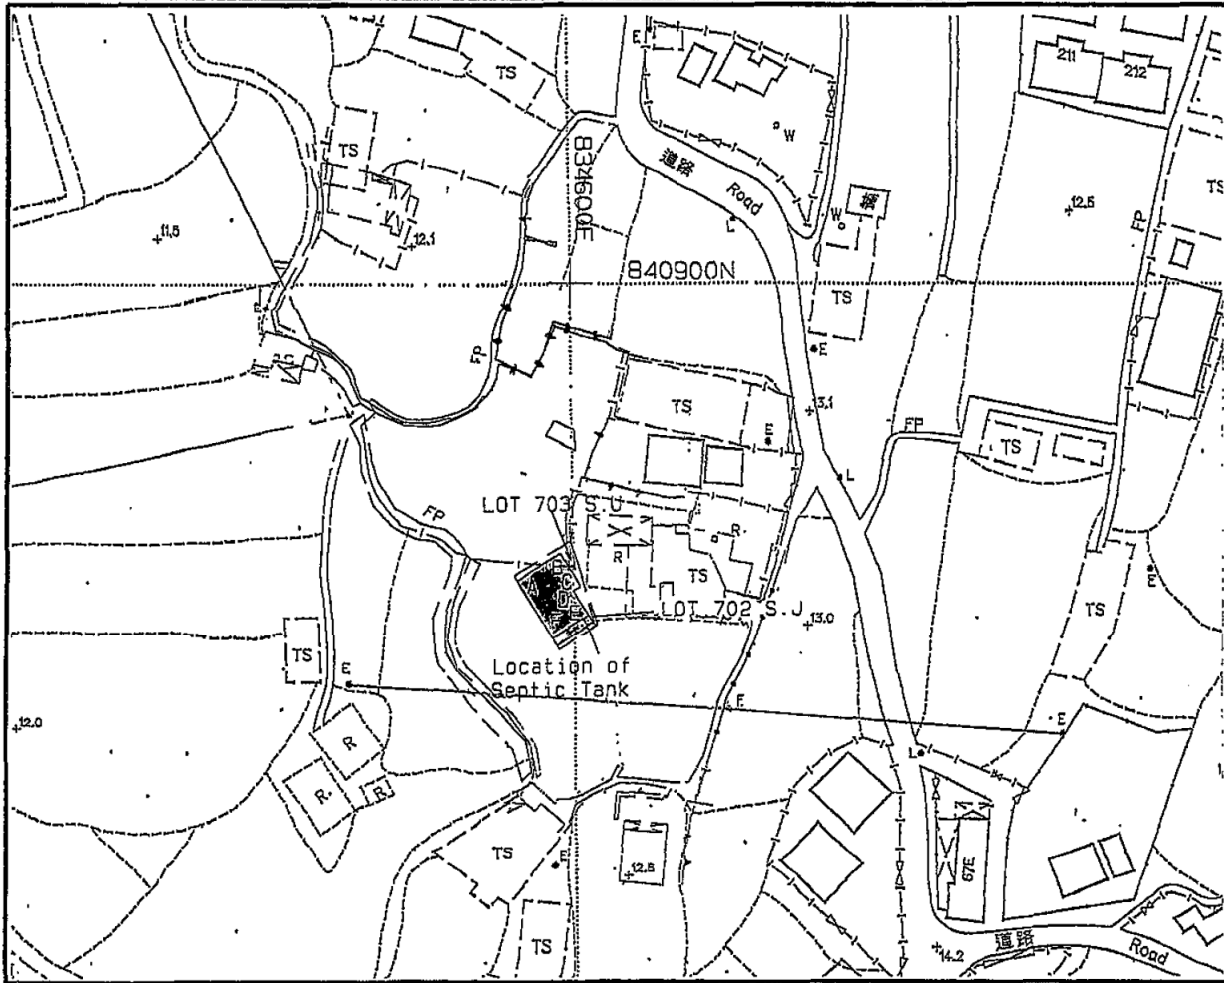 TS
E
211
212
W
TS
道路
Road
834600E
TS
FP
12.5
11.5
12.1
L
W
840900N
TS
E
E
FP
TS
13.1
E
FP
TS
L
LOT 703 S.U
FP
R
R
TS
E
A
C
D
LOT 702 S.J
13.0
TS
Location of
Septic Tank
TS
E
12.0
E
E
R
R
R
L
TS
E
12.8
67E
TS
道路
Road
14.2